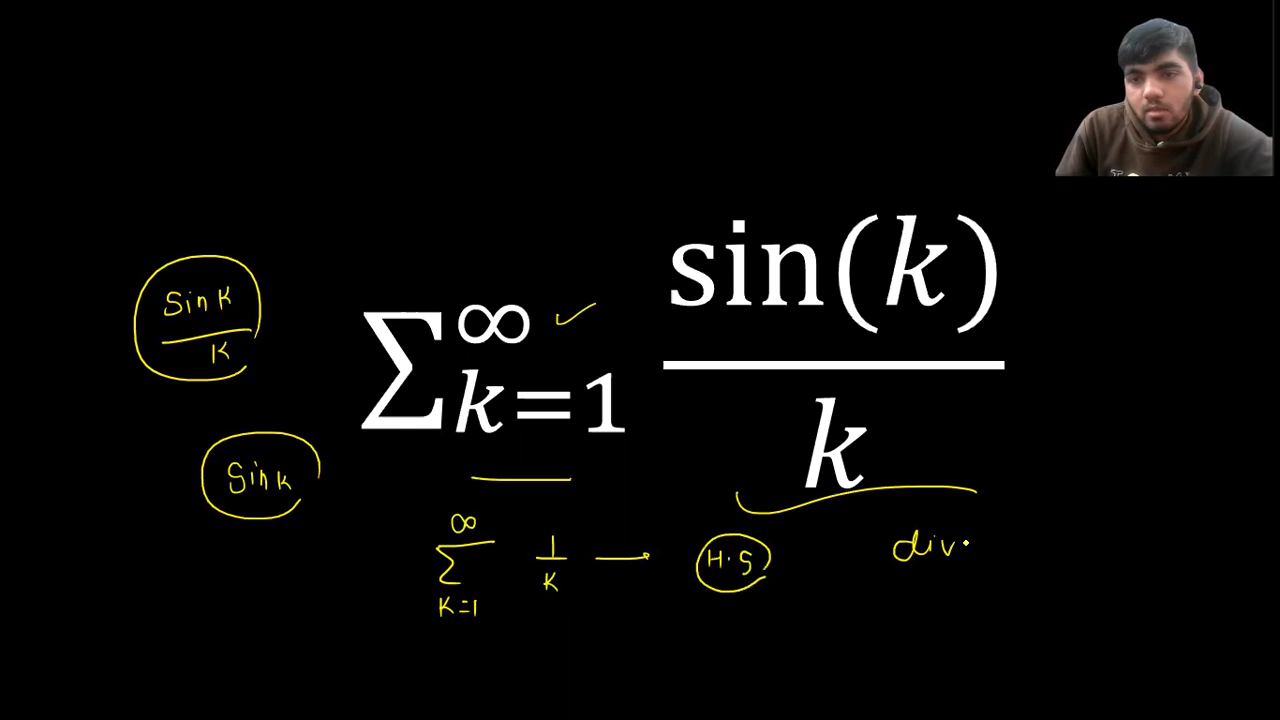 sin(k)
Sin K
K
∑ ∞ k=1
k
Sin K
∞
∑ 1
K
K=1
H.S
div.